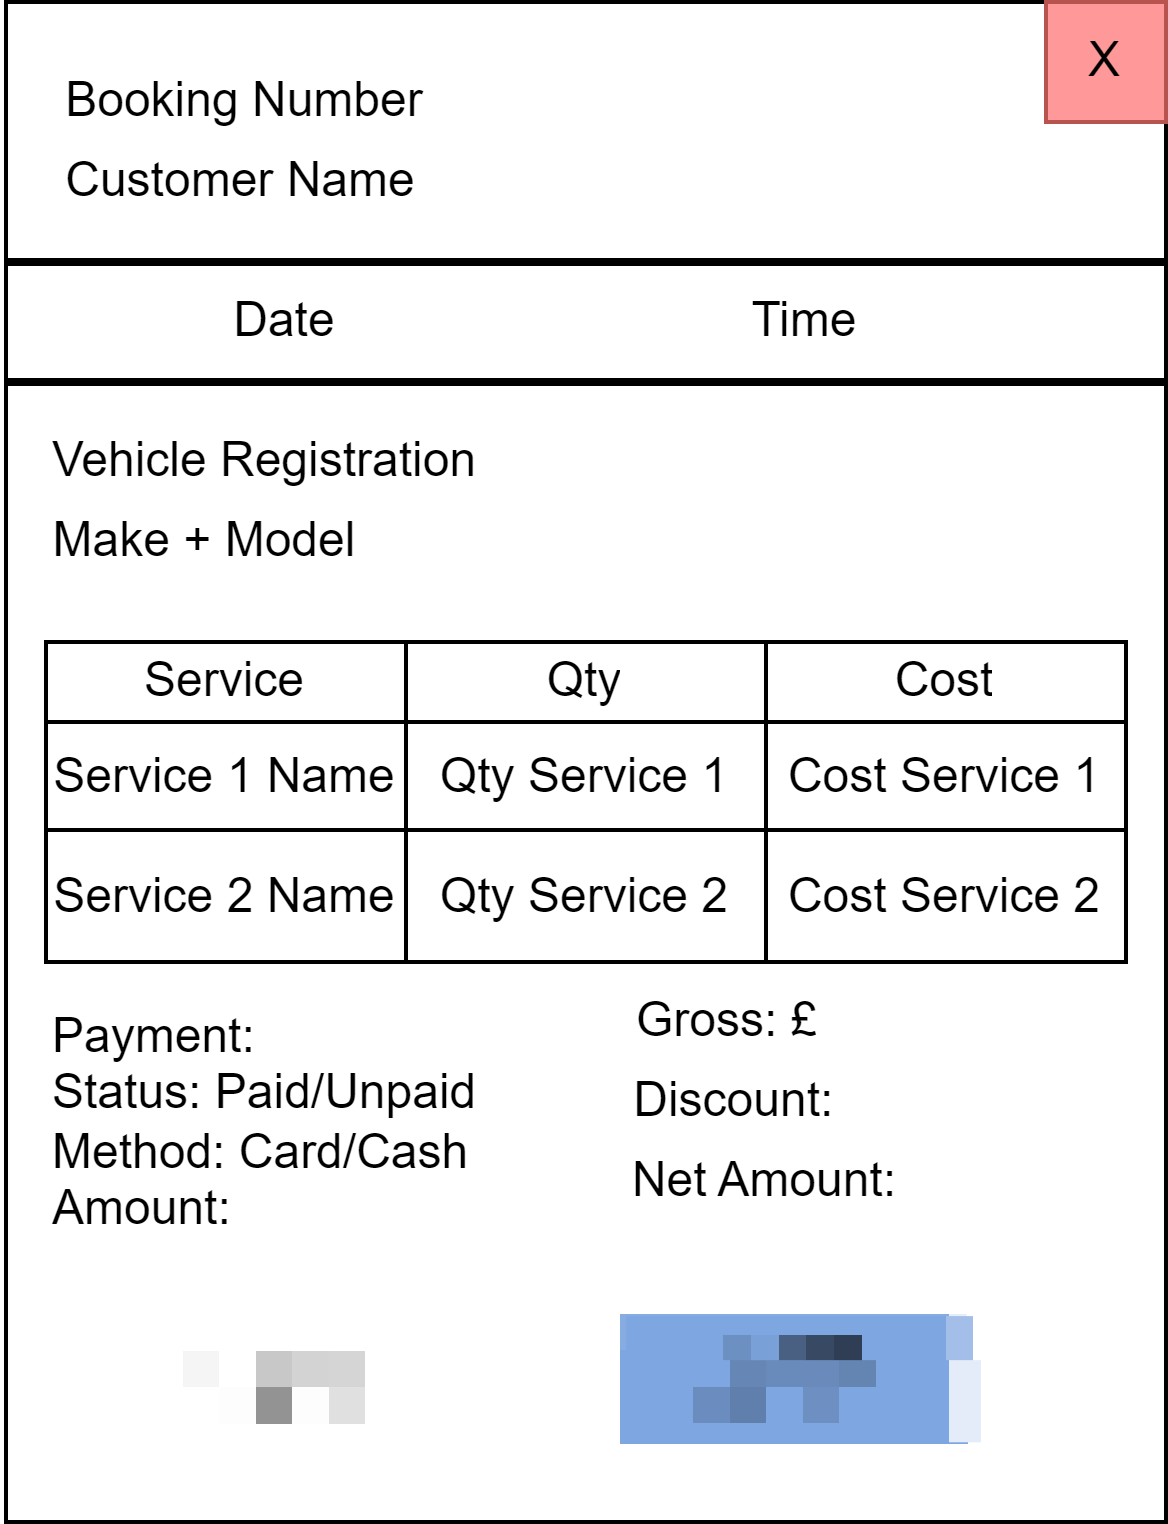 X
Booking Number
Customer Name
Date Time
Vehicle Registration
Make + Model
Service Qty Cost
Service 1 Name Qty Service 1 Cost Service 1
Service 2 Name Qty Service 2 Cost Service 2
Payment:
Status: Paid/Unpaid
Method: Card/Cash
Amount:
Gross: £
Discount:
Net Amount: